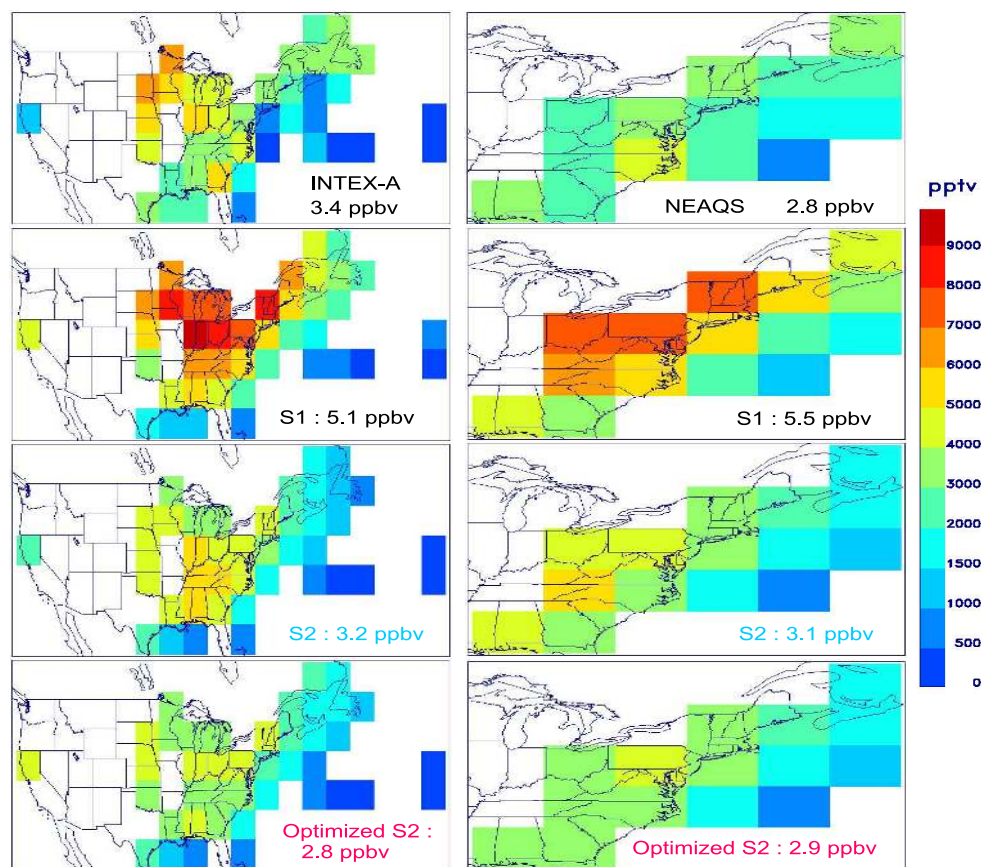 INTEX-A
3.4 ppbv
NEAQS 2.8 ppbv
S1 : 5.1 ppbv
S1 : 5.5 ppbv
S2 : 3.2 ppbv
S2 : 3.1 ppbv
Optimized S2 :
2.8 ppbv
Optimized S2 : 2.9 ppbv
pptv
9000
8000
7000
6000
5000
4000
3000
2000
1500
1000
500
0